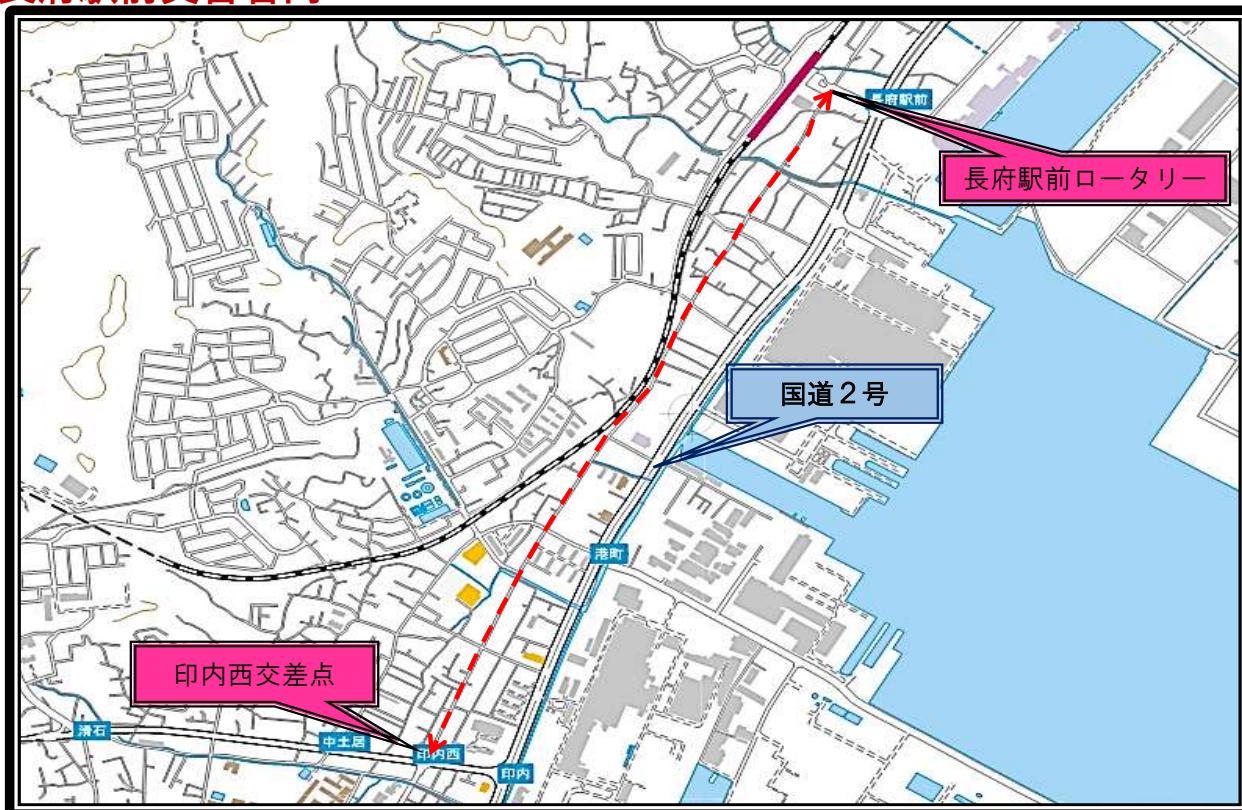 長府駅前
長府駅前ロータリー
国道２号
港町
印内西交差点
滑石
中土居
印内西
印内